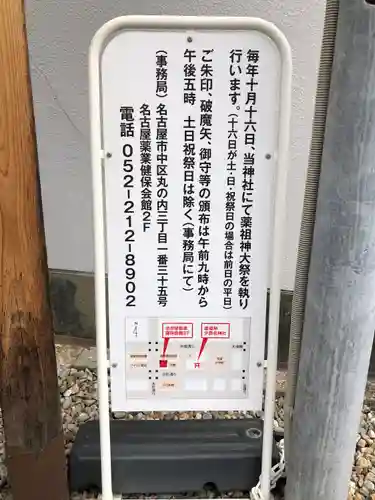 毎年十月十六日、当神社にて薬祖神大祭を執り
行います。(十六日が土・日・祝祭日の場合は前日の平日)
ご朱印、破魔矢、御守等の頒布は午前九時から
午後五時 土日祝祭日は除く(事務局にて)
(事務局)名古屋市中区丸の内三丁目一番三十五号
名古屋薬業健保会館2F
電話 052-212-8902